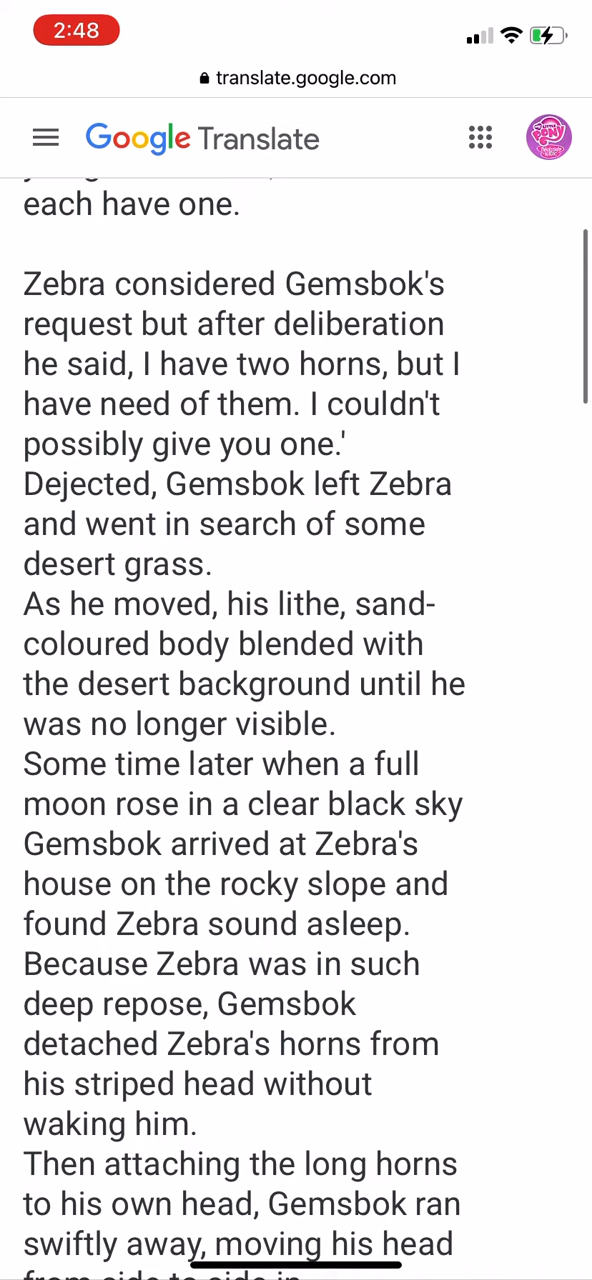 2:48
translate.google.com
Google Translate
each have one.
Zebra considered Gemsbok's
request but after deliberation
he said, I have two horns, but I
have need of them. I couldn't
possibly give you one.'
Dejected, Gemsbok left Zebra
and went in search of some
desert grass.
As he moved, his lithe, sand-
coloured body blended with
the desert background until he
was no longer visible.
Some time later when a full
moon rose in a clear black sky
Gemsbok arrived at Zebra's
house on the rocky slope and
found Zebra sound asleep.
Because Zebra was in such
deep repose, Gemsbok
detached Zebra's horns from
his striped head without
waking him.
Then attaching the long horns
to his own head, Gemsbok ran
swiftly away, moving his head
from side to side in